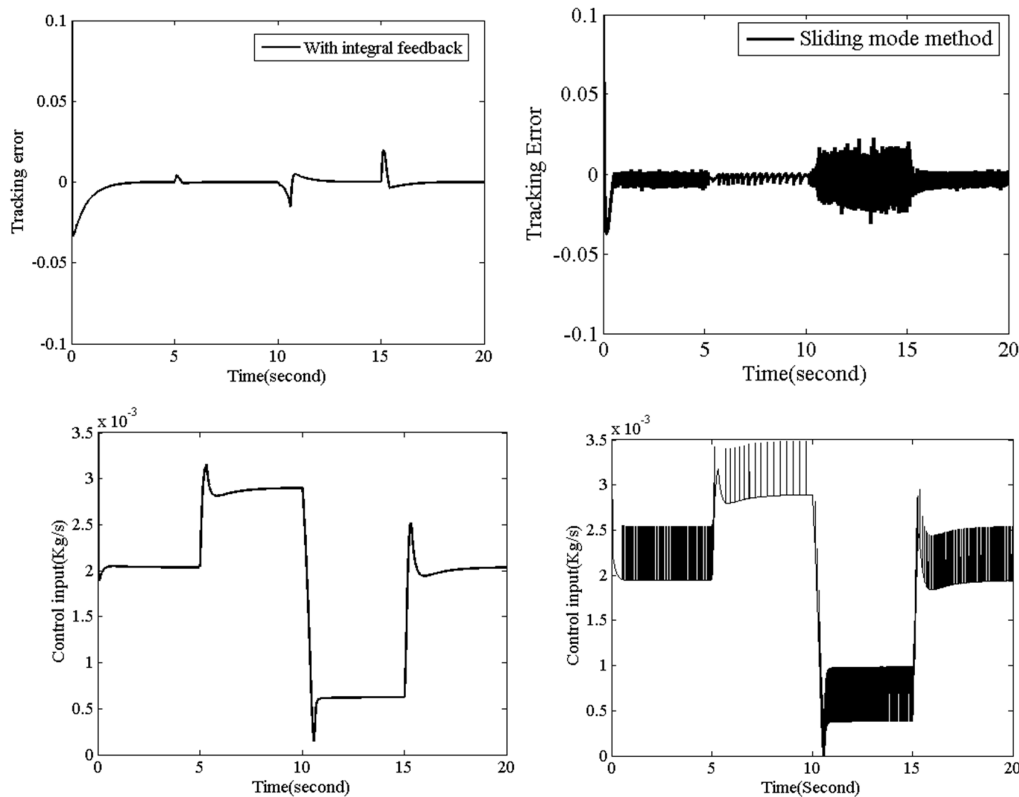 0.1
0.05
0
-0.05
-0.1
Tracking error
With integral feedback
0 5 10 15 20
Time(second)
0.1
0.05
0
-0.05
-0.1
Tracking Error
Sliding mode method
0 5 10 15 20
Time(second)
x 10-3
3.5
3
2.5
2
1.5
1
0.5
0
Control input(Kg/s)
0 5 10 15 20
Time(second)
x 10-3
3.5
3
2.5
2
1.5
1
0.5
0
Control input(Kg/s)
0 5 10 15 20
Time(Second)